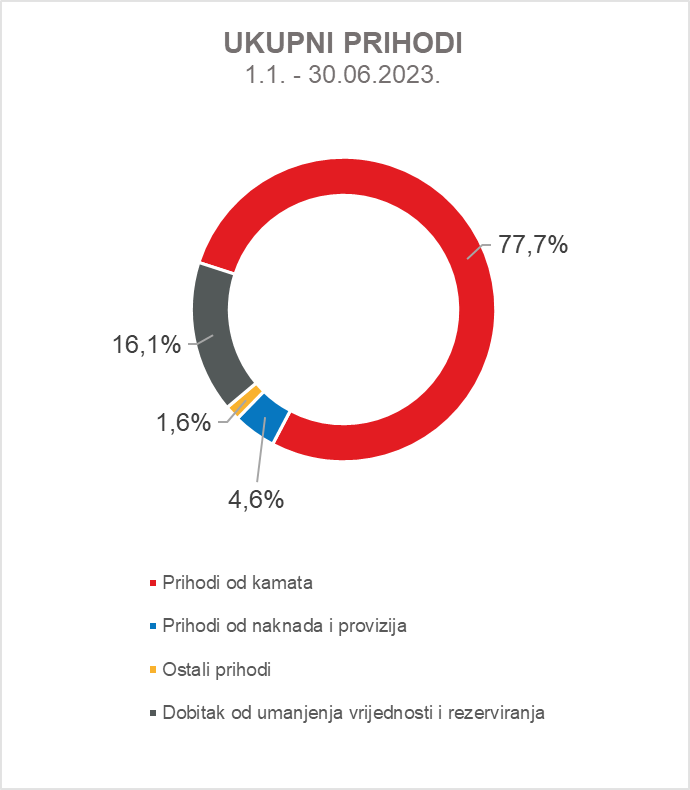 UKUPNI PRIHODI
1.1. - 30.06.2023.
77,7%
16,1%
1,6%
4,6%
Prihodi od kamata
Prihodi od naknada i provizija
Ostali prihodi
Dobitak od umanjenja vrijednosti i rezerviranja